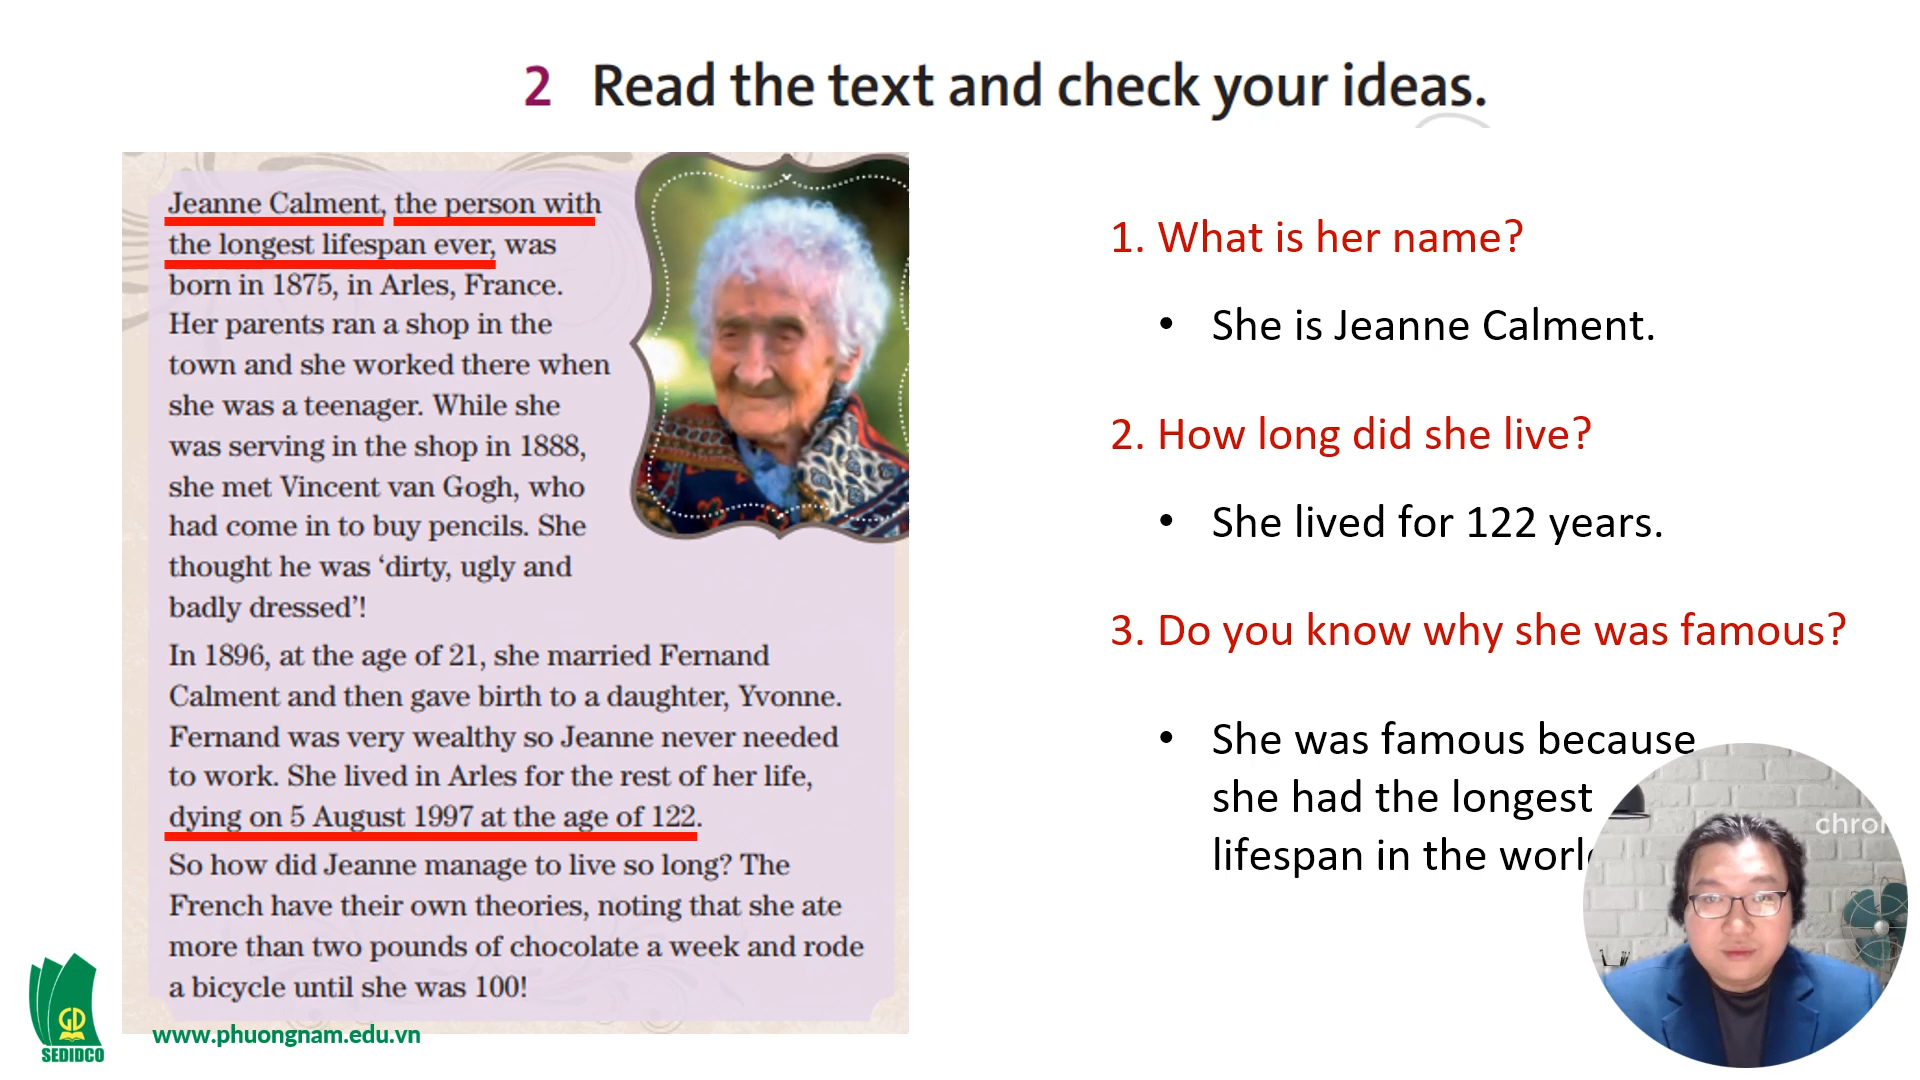 2 Read the text and check your ideas.
Jeanne Calment, the person with
the longest lifespan ever, was
born in 1875, in Arles, France.
Her parents ran a shop in the
town and she worked there when
she was a teenager. While she
was serving in the shop in 1888,
she met Vincent van Gogh, who
had come in to buy pencils. She
thought he was ‘dirty, ugly and
badly dressed’!
In 1896, at the age of 21, she married Fernand
Calment and then gave birth to a daughter, Yvonne.
Fernand was very wealthy so Jeanne never needed
to work. She lived in Arles for the rest of her life,
dying on 5 August 1997 at the age of 122.
So how did Jeanne manage to live so long? The
French have their own theories, noting that she ate
more than two pounds of chocolate a week and rode
a bicycle until she was 100!
1. What is her name?
• She is Jeanne Calment.
2. How long did she live?
• She lived for 122 years.
3. Do you know why she was famous?
• She was famous because
she had the longest
lifespan in the
GD
SEDIDCO
www.phuongnam.edu.vn